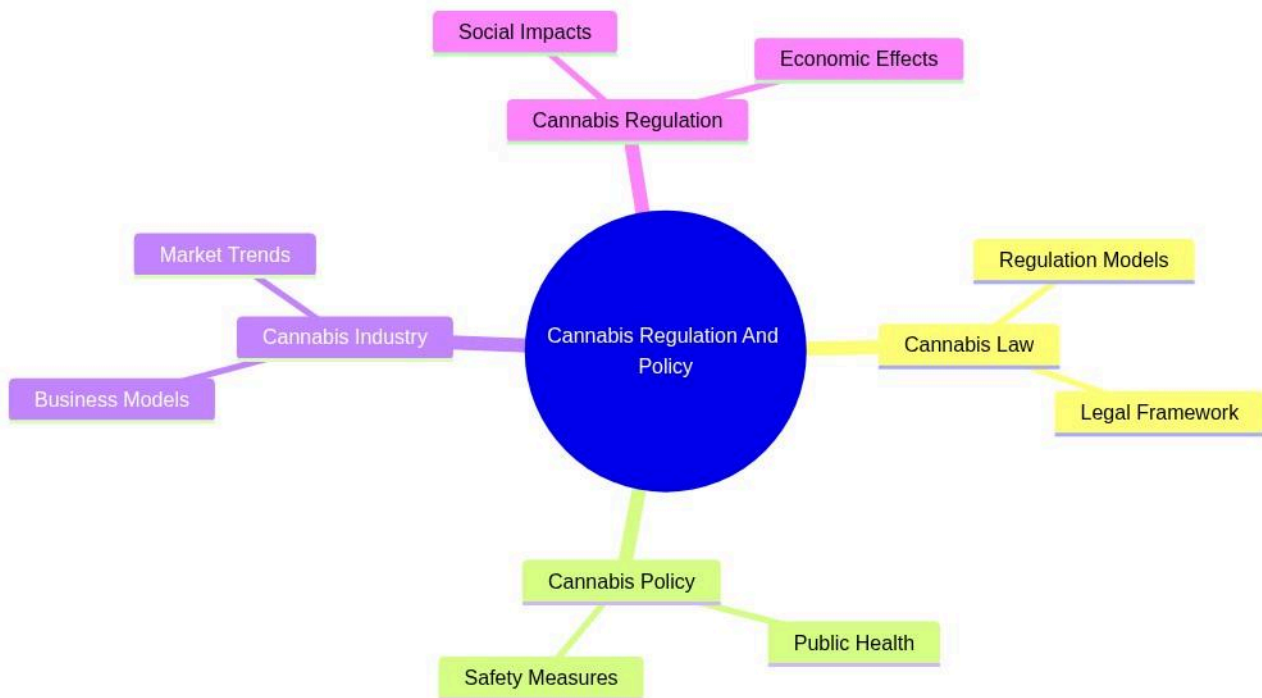 Social Impacts
Economic Effects
Cannabis Regulation
Market Trends
Regulation Models
Cannabis Industry
Cannabis Regulation And
Policy
Cannabis Law
Business Models
Legal Framework
Cannabis Policy
Public Health
Safety Measures